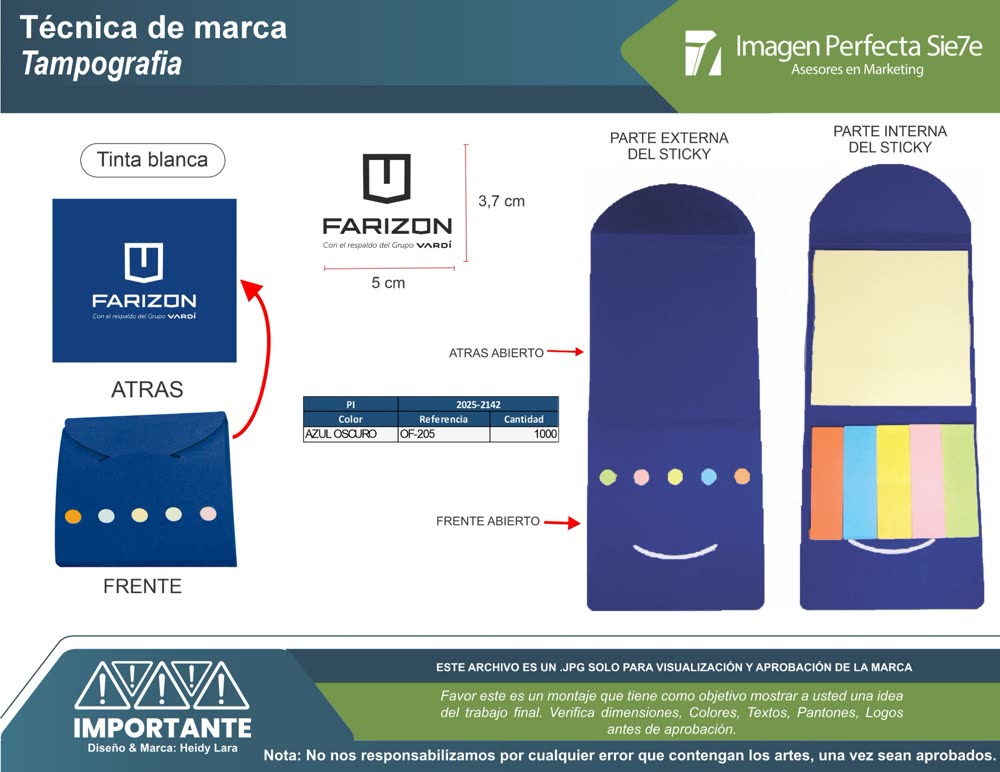 Técnica de marca
Tampografia
Imagen Perfecta Sie7e
Asesores en Marketing
Tinta blanca
FARIZON
Con el respaldo del Grupo VARDÍ
ATRAS
FRENTE
FARIZON
Con el respaldo del Grupo VARDÍ
3,7 cm
5 cm
PI 2025-2142
Color Referencia Cantidad
AZUL OSCURO OF-205 1000
PARTE EXTERNA
DEL STICKY
PARTE INTERNA
DEL STICKY
ATRAS ABIERTO
FRENTE ABIERTO
IMPORTANTE
Diseño & Marca: Heidy Lara
ESTE ARCHIVO ES UN .JPG SOLO PARA VISUALIZACIÓN Y APROBACIÓN DE LA MARCA
Favor este es un montaje que tiene como objetivo mostrar a usted una idea
del trabajo final. Verifica dimensiones, Colores, Textos, Pantones, Logos
antes de aprobación.
Nota: No nos responsabilizamos por cualquier error que contengan los artes, una vez sean aprobados.